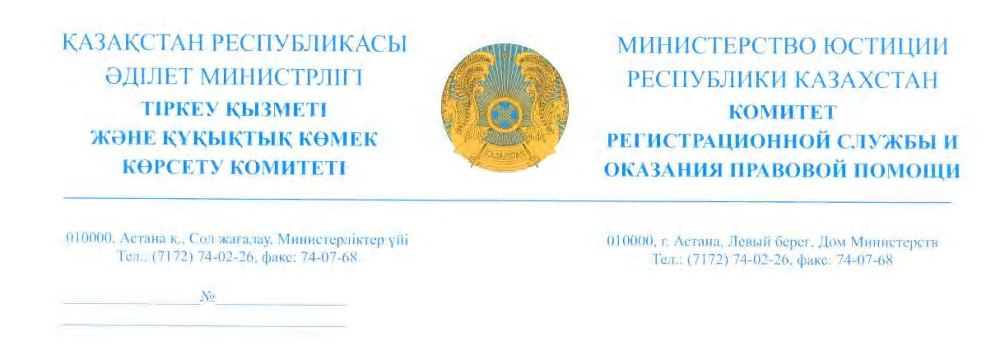 ҚАЗАҚСТАН РЕСПУБЛИКАСЫ
ӘДІЛЕТ МИНИСТРЛІГІ
ТІРКЕУ ҚЫЗМЕТІ
ЖӘНЕ ҚҰҚЫҚТЫҚ КӨМЕК
КӨРСЕТУ КОМИТЕТІ
МИНИСТЕРСТВО ЮСТИЦИИ
РЕСПУБЛИКИ КАЗАХСТАН
КОМИТЕТ
РЕГИСТРАЦИОННОЙ СЛУЖБЫ И
ОКАЗАНИЯ ПРАВОВОЙ ПОМОЩИ
010000, Астана қ., Сол жағалау, Министерліктер үйі
Тел.. (7172) 74-02-26, факс: 74-07-68
010000, г. Астана, Левый берег, Дом Министерств
Тел.: (7172) 74-02-26, факс: 74-07-68
№